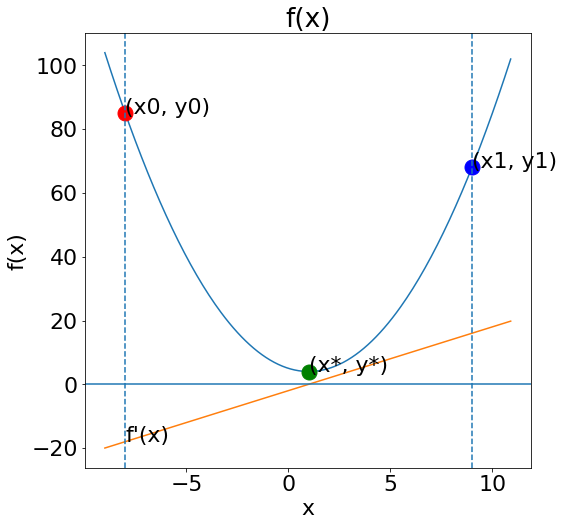 f(x)
100
80
60
40
20
0
−20
f(x)
(x0, y0)
(x1, y1)
(x*, y*)
f'(x)
−5
0
5
10
x